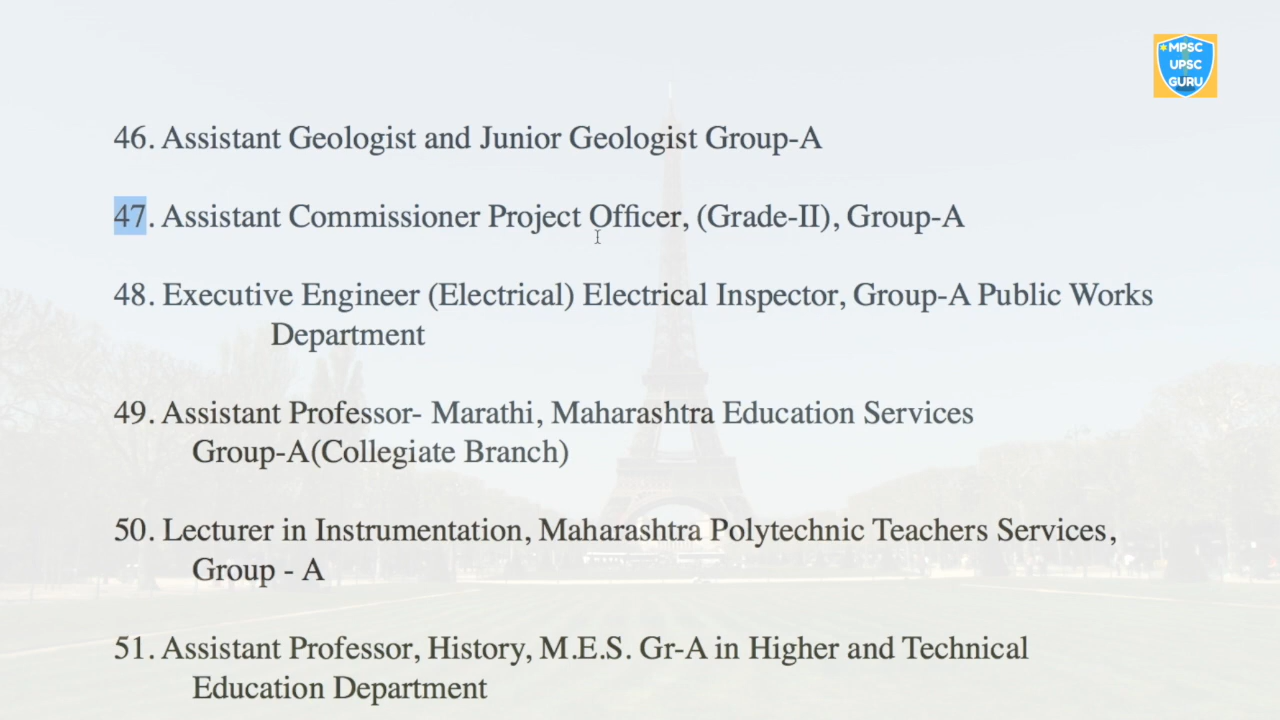 *MPSC
UPSC
GURU
46. Assistant Geologist and Junior Geologist Group-A
47. Assistant Commissioner Project Officer, (Grade-II), Group-A
48. Executive Engineer (Electrical) Electrical Inspector, Group-A Public Works
Department
49. Assistant Professor- Marathi, Maharashtra Education Services
Group-A(Collegiate Branch)
50. Lecturer in Instrumentation, Maharashtra Polytechnic Teachers Services,
Group - A
51. Assistant Professor, History, M.E.S. Gr-A in Higher and Technical
Education Department